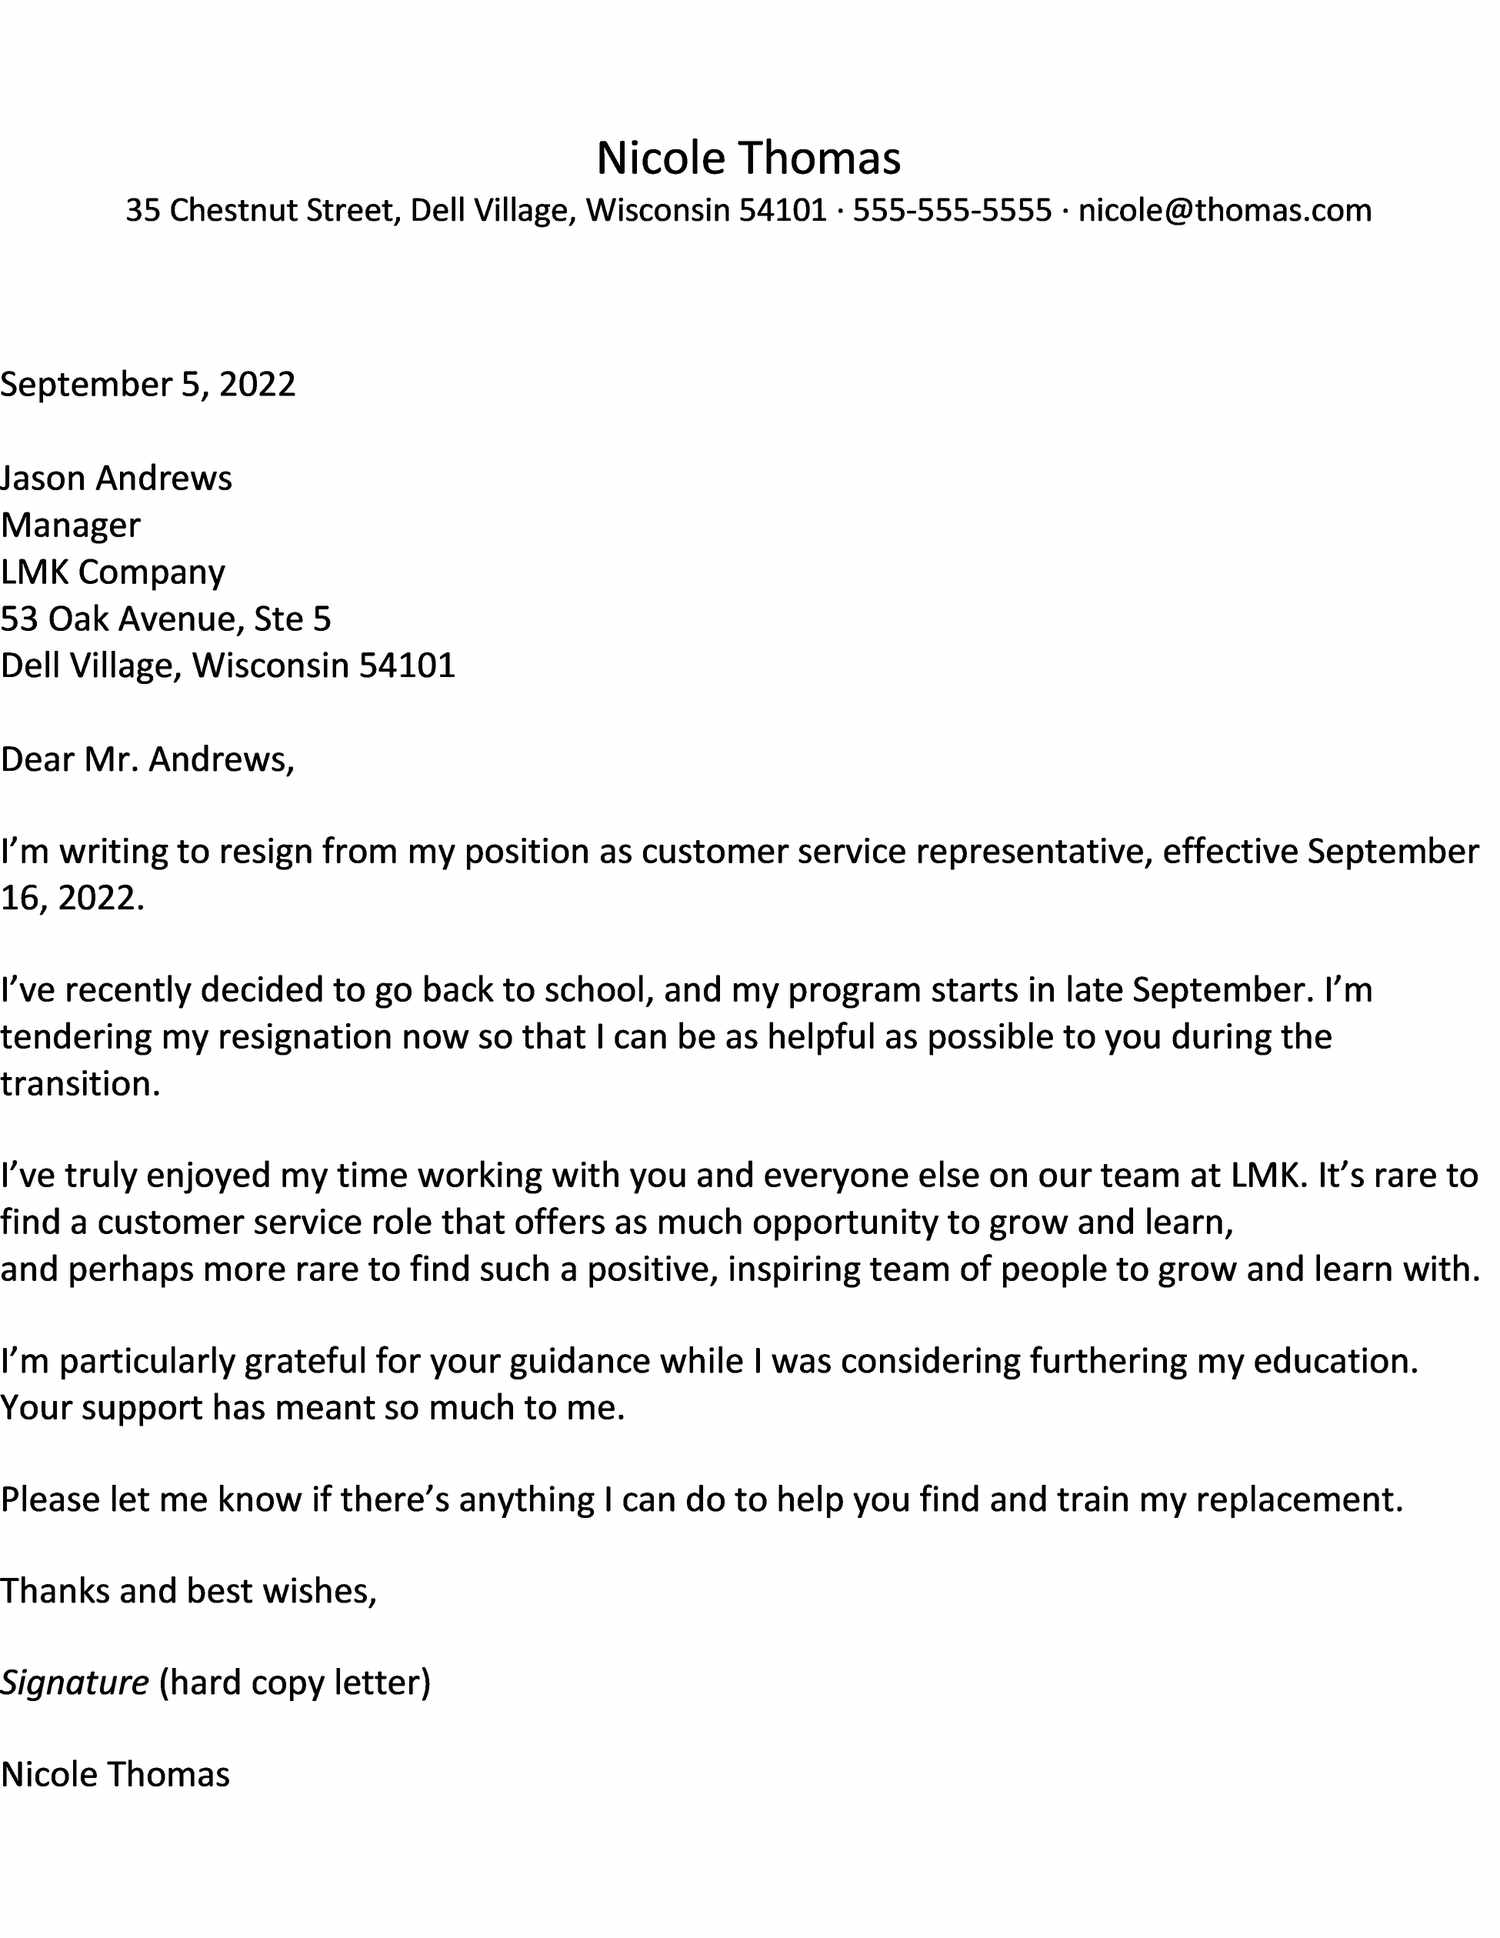 Nicole Thomas
35 Chestnut Street, Dell Village, Wisconsin 54101 · 555-555-5555 · nicole@thomas.com
September 5, 2022
Jason Andrews
Manager
LMK Company
53 Oak Avenue, Ste 5
Dell Village, Wisconsin 54101
Dear Mr. Andrews,
I’m writing to resign from my position as customer service representative, effective September
16, 2022.
I’ve recently decided to go back to school, and my program starts in late September. I’m
tendering my resignation now so that I can be as helpful as possible to you during the
transition.
I’ve truly enjoyed my time working with you and everyone else on our team at LMK. It’s rare to
find a customer service role that offers as much opportunity to grow and learn,
and perhaps more rare to find such a positive, inspiring team of people to grow and learn with.
I’m particularly grateful for your guidance while I was considering furthering my education.
Your support has meant so much to me.
Please let me know if there’s anything I can do to help you find and train my replacement.
Thanks and best wishes,
Signature (hard copy letter)
Nicole Thomas